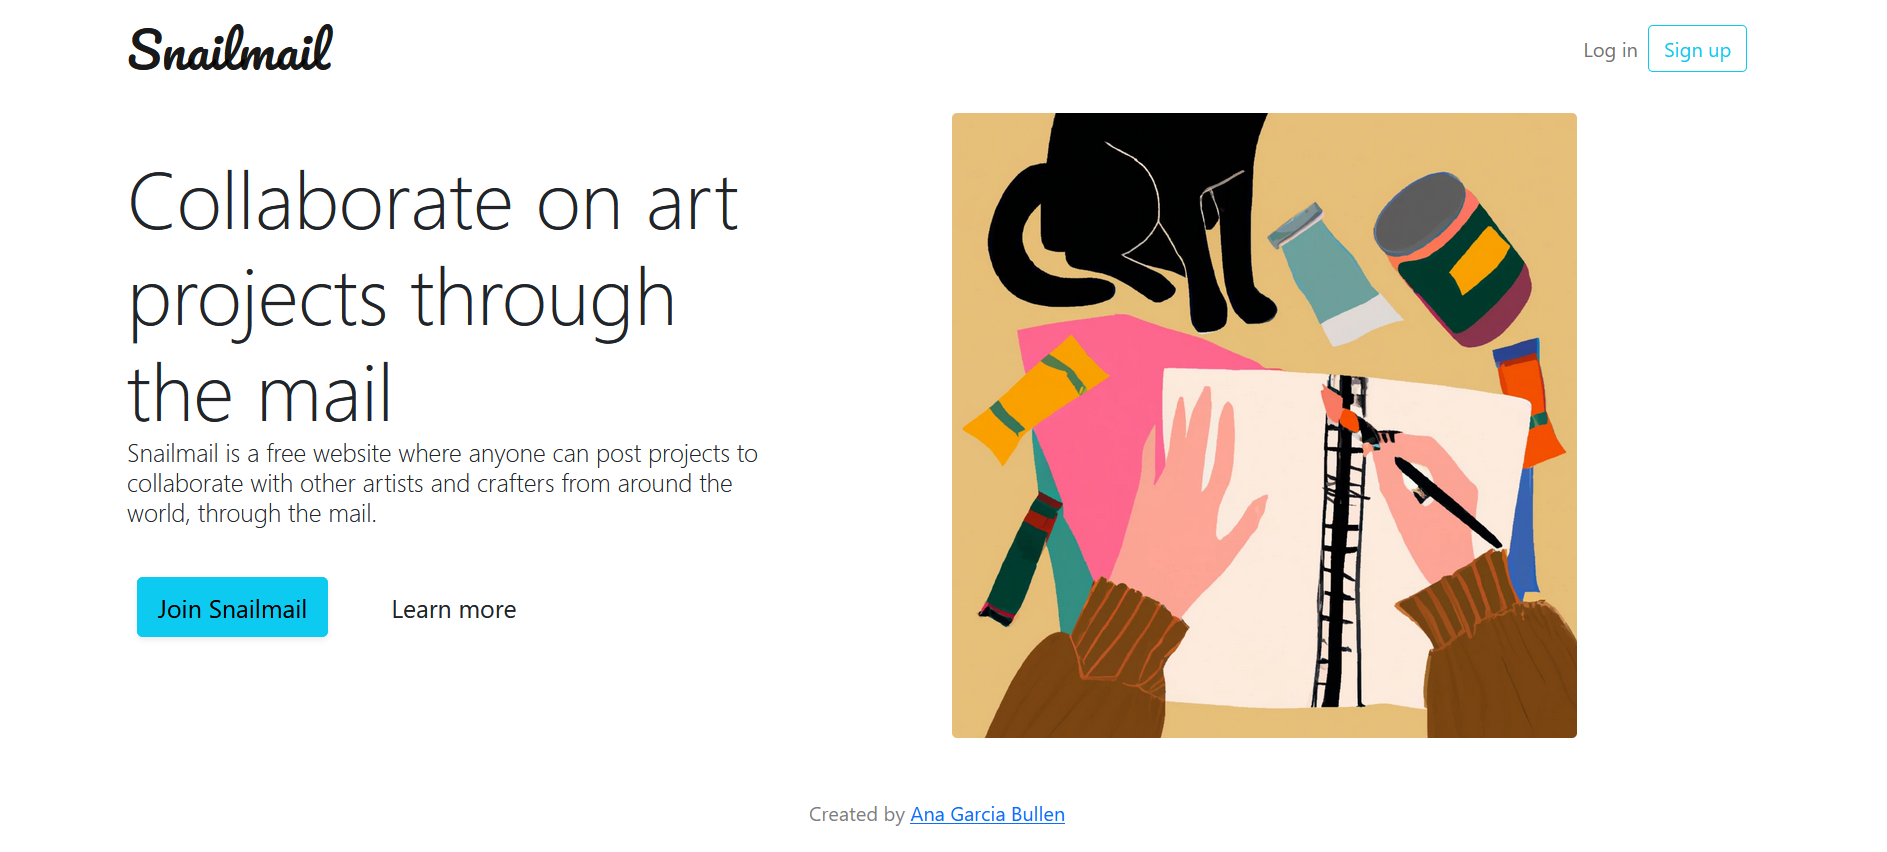 Snailmail
Log in
Sign up
Collaborate on art
projects through
the mail
Snailmail is a free website where anyone can post projects to
collaborate with other artists and crafters from around the
world, through the mail.
Join Snailmail
Learn more
Created by Ana Garcia Bullen